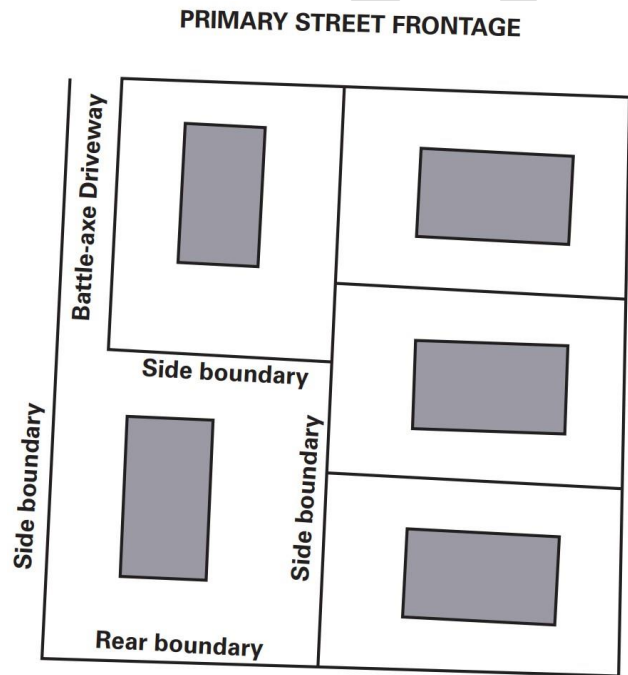 PRIMARY STREET FRONTAGE
Battle-axe Driveway
Side boundary
Side boundary
Side boundary
Rear boundary